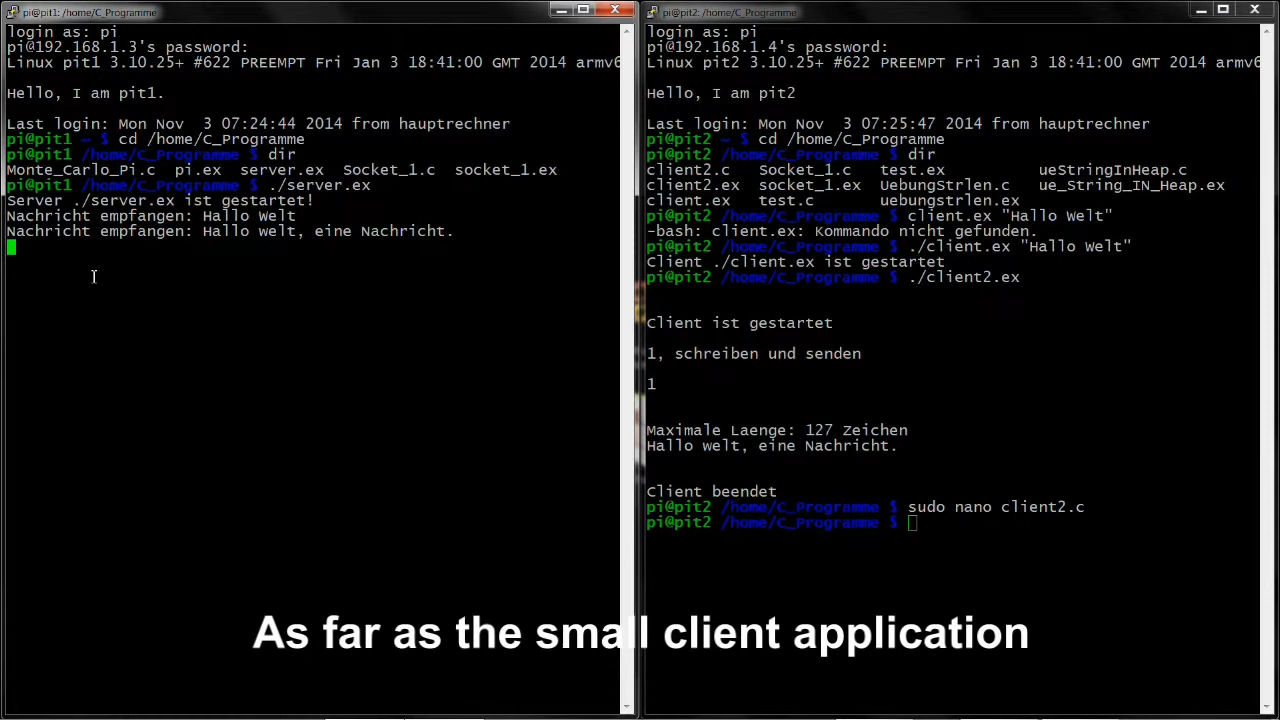 pi@pit1: /home/C_Programme
login as: pi
pi@192.168.1.3's password:
Linux pit1 3.10.25+ #622 PREEMPT Fri Jan 3 18:41:00 GMT 2014 armv6
Hello, I am pit1.
Last login: Mon Nov  3 07:24:44 2014 from hauptrechner
pi@pit1 ~ $ cd /home/C_Programme
pi@pit1 /home/C_Programme $ dir
Monte_Carlo_Pi.c  pi.ex  server.ex  Socket_1.c  socket_1.ex
pi@pit1 /home/C_Programme $ ./server.ex
Server ./server.ex ist gestartet!
Nachricht empfangen: Hallo Welt
Nachricht empfangen: Hallo welt, eine Nachricht.
pi@pit2: /home/C_Programme
login as: pi
pi@192.168.1.4's password:
Linux pit2 3.10.25+ #622 PREEMPT Fri Jan 3 18:41:00 GMT 2014 armv6
Hello, I am pit2
Last login: Mon Nov  3 07:25:47 2014 from hauptrechner
pi@pit2 ~ $ cd /home/C_Programme
pi@pit2 /home/C_Programme $ dir
client2.c   Socket_1.c   test.ex          ueStringInHeap.c
client2.ex  socket_1.ex  UebungStrlen.c   ue_String_IN_Heap.ex
client.ex   test.c       uebungstrlen.ex
pi@pit2 /home/C_Programme $ client.ex "Hallo Welt"
-bash: client.ex: Kommando nicht gefunden.
pi@pit2 /home/C_Programme $ ./client.ex "Hallo Welt"
Client ./client.ex ist gestartet
pi@pit2 /home/C_Programme $ ./client2.ex
Client ist gestartet
1, schreiben und senden
1
Maximale Laenge: 127 Zeichen
Hallo welt, eine Nachricht.
Client beendet
pi@pit2 /home/C_Programme $ sudo nano client2.c
pi@pit2 /home/C_Programme $
As far as the small client application